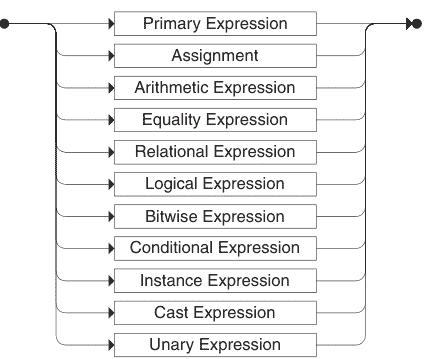 Primary Expression
Assignment
Arithmetic Expression
Equality Expression
Relational Expression
Logical Expression
Bitwise Expression
Conditional Expression
Instance Expression
Cast Expression
Unary Expression